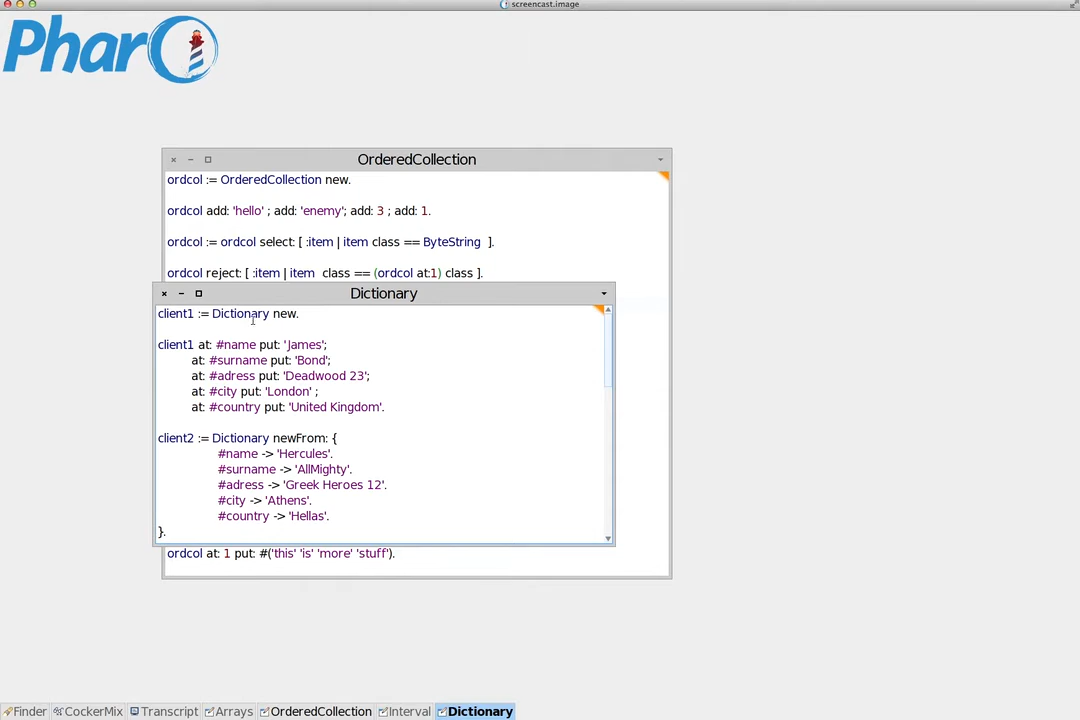 screencast.image
Pharo
OrderedCollection
ordcol := OrderedCollection new.
ordcol add: 'hello' ; add: 'enemy'; add: 3 ; add: 1.
ordcol := ordcol select: [ :item | item class == ByteString  ].
ordcol reject: [ :item | item  class == (ordcol at:1) class ].
Dictionary
client1 := Dictionary new.
client1 at: #name put: 'James';
at: #surname put: 'Bond';
at: #adress put: 'Deadwood 23';
at: #city put: 'London' ;
at: #country put: 'United Kingdom'.
client2 := Dictionary newFrom: {
#name -> 'Hercules'.
#surname -> 'AllMighty'.
#adress -> 'Greek Heroes 12'.
#city -> 'Athens'.
#country -> 'Hellas'.
}.
ordcol at: 1 put: #('this' 'is' 'more' 'stuff').
Finder CockerMix Transcript Arrays OrderedCollection Interval Dictionary